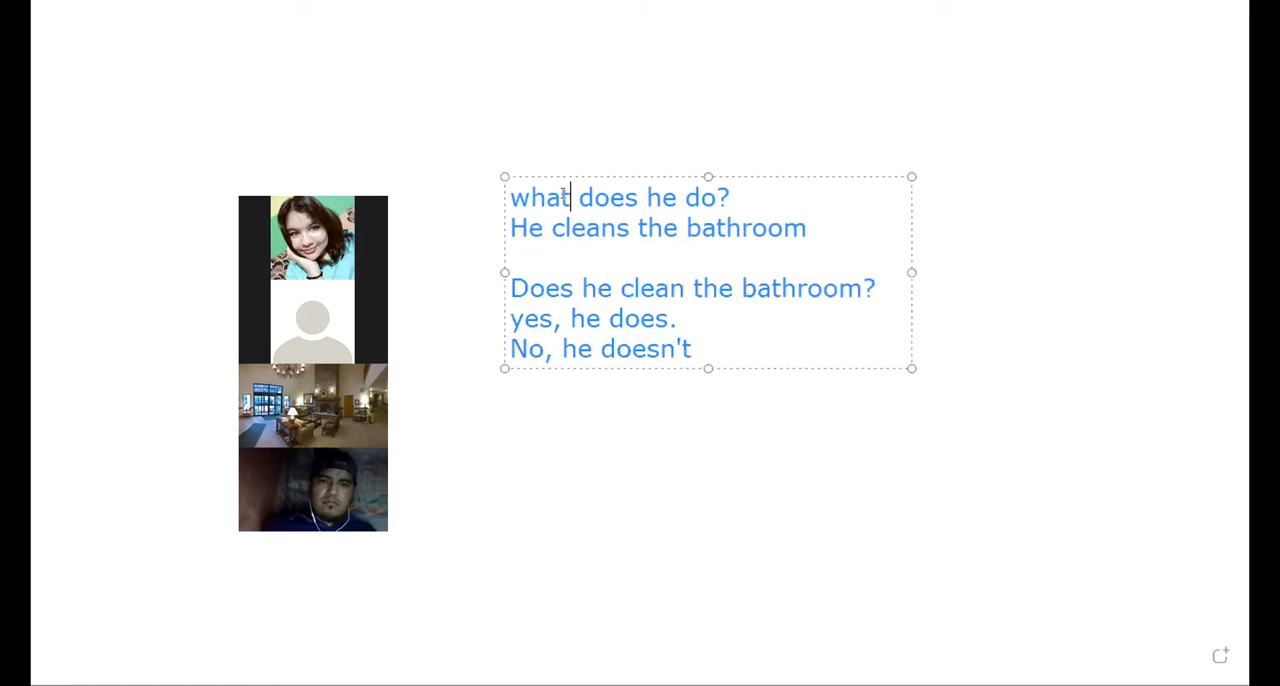 what does he do?
He cleans the bathroom
Does he clean the bathroom?
yes, he does.
No, he doesn't